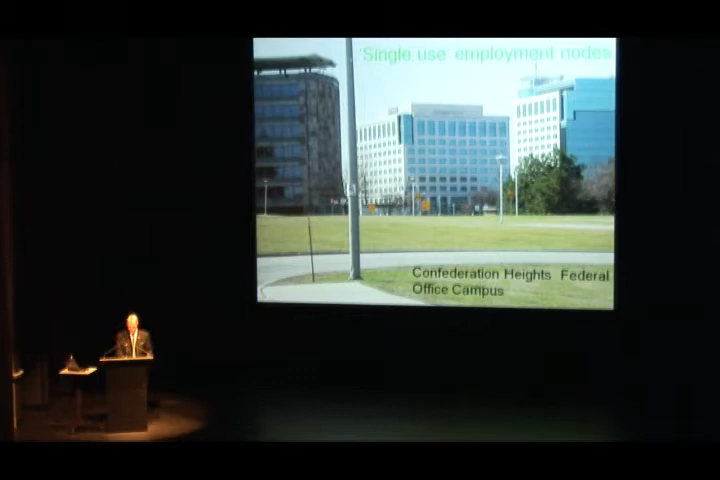 'Single use' employment nodes
Confederation Heights Federal
Office Campus